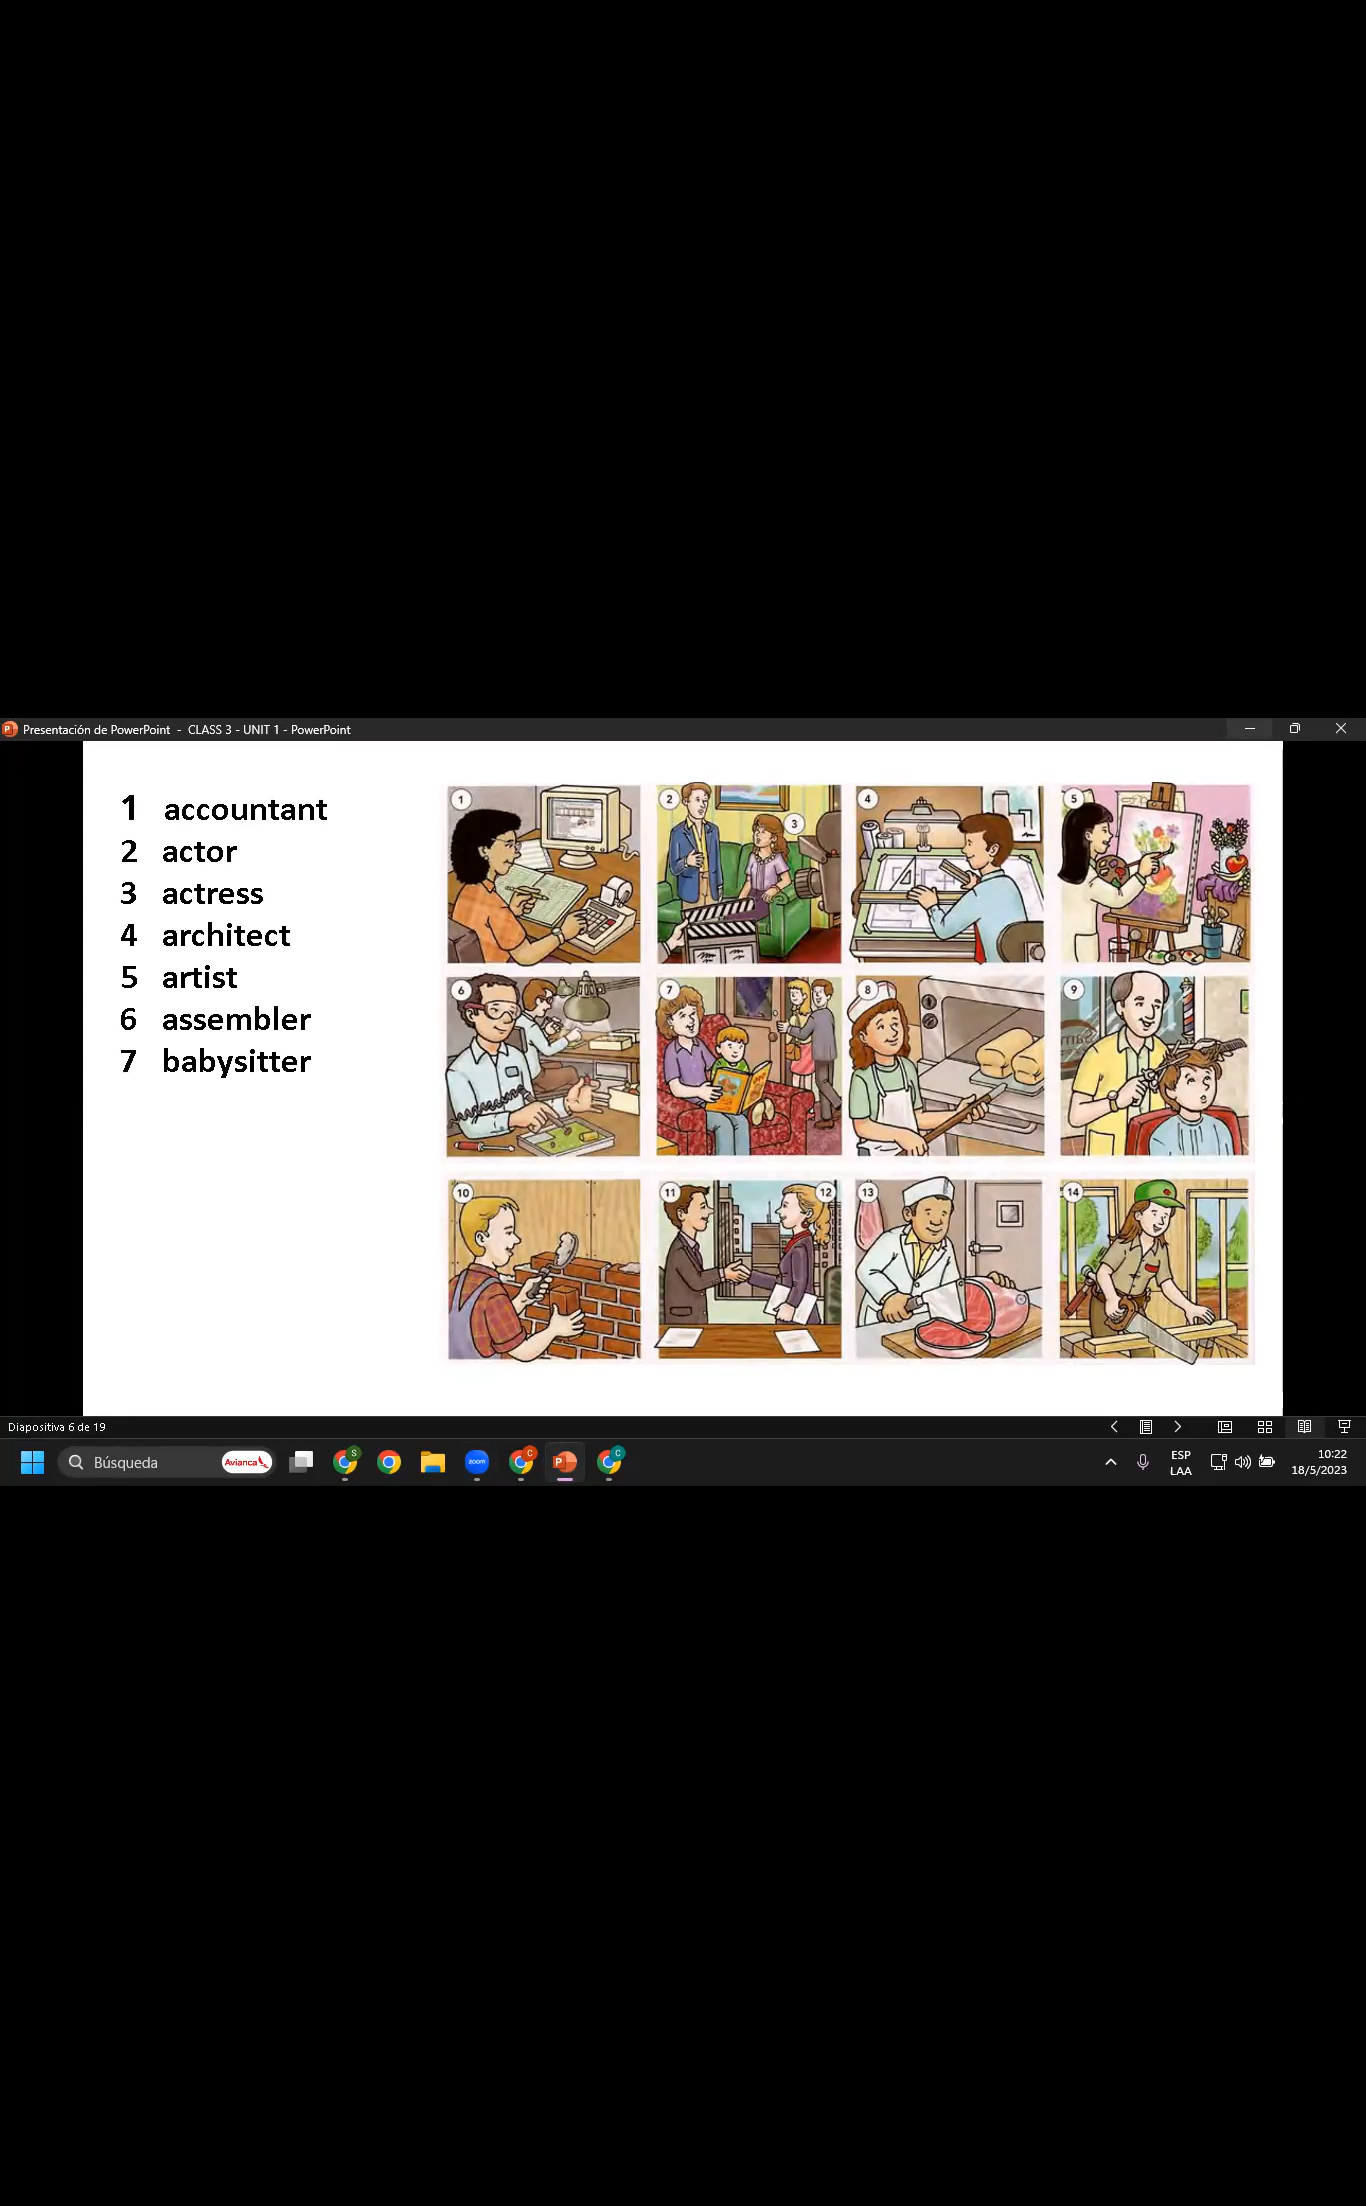 Presentación de PowerPoint - CLASS 3 - UNIT 1 - PowerPoint
1 accountant
2 actor
3 actress
4 architect
5 artist
6 assembler
7 babysitter
1
2
3
4
5
6
7
8
9
10
11
12
13
14
Diapositiva 6 de 19
Búsqueda
Avianca
S
zoom
C
P
C
ESP
LAA
10:22
18/5/2023